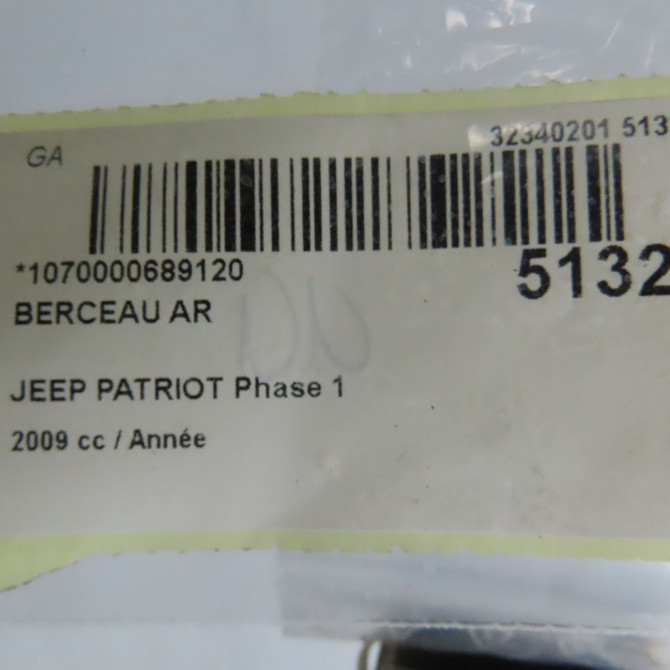 GA
32340201 513
*1070000689120
5132
BERCEAU AR
JEEP PATRIOT Phase 1
2009 cc / Année